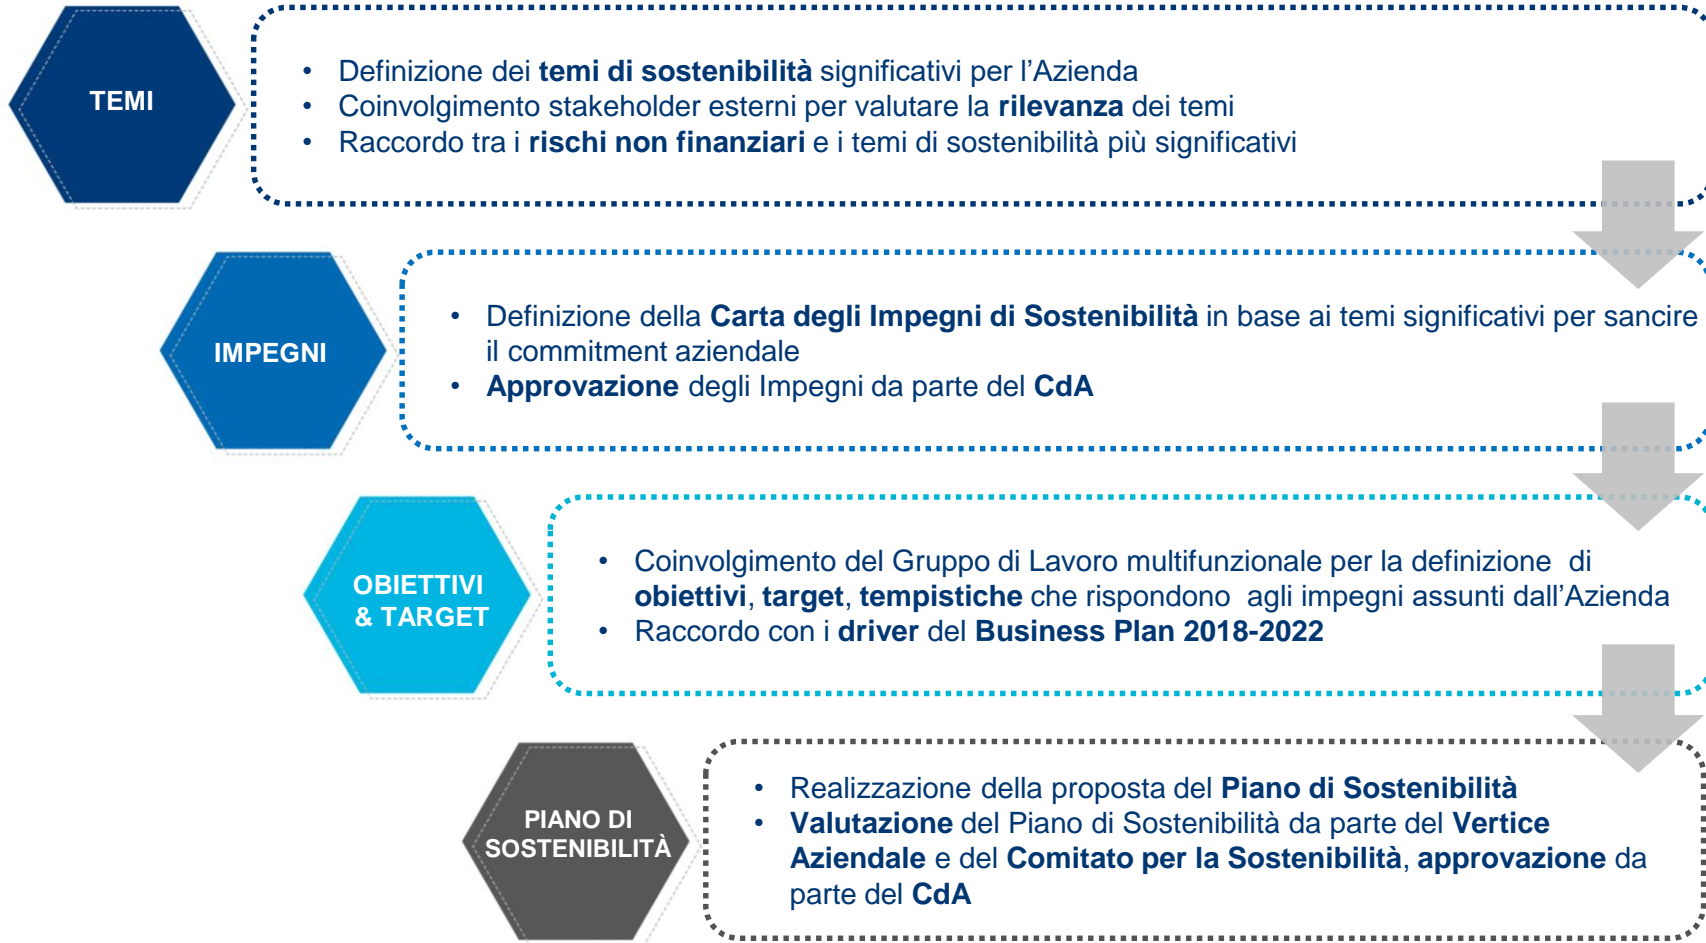 TEMI
• Definizione dei temi di sostenibilità significativi per l'Azienda
• Coinvolgimento stakeholder esterni per valutare la rilevanza dei temi
• Raccordo tra i rischi non finanziari e i temi di sostenibilità più significativi
IMPEGNI
• Definizione della Carta degli Impegni di Sostenibilità in base ai temi significativi per sancire
il commitment aziendale
• Approvazione degli Impegni da parte del CdA
OBIETTIVI
& TARGET
• Coinvolgimento del Gruppo di Lavoro multifunzionale per la definizione di
obiettivi, target, tempistiche che rispondono agli impegni assunti dall'Azienda
• Raccordo con i driver del Business Plan 2018-2022
PIANO DI
SOSTENIBILITÀ
• Realizzazione della proposta del Piano di Sostenibilità
• Valutazione del Piano di Sostenibilità da parte del Vertice
Aziendale e del Comitato per la Sostenibilità, approvazione da
parte del CdA